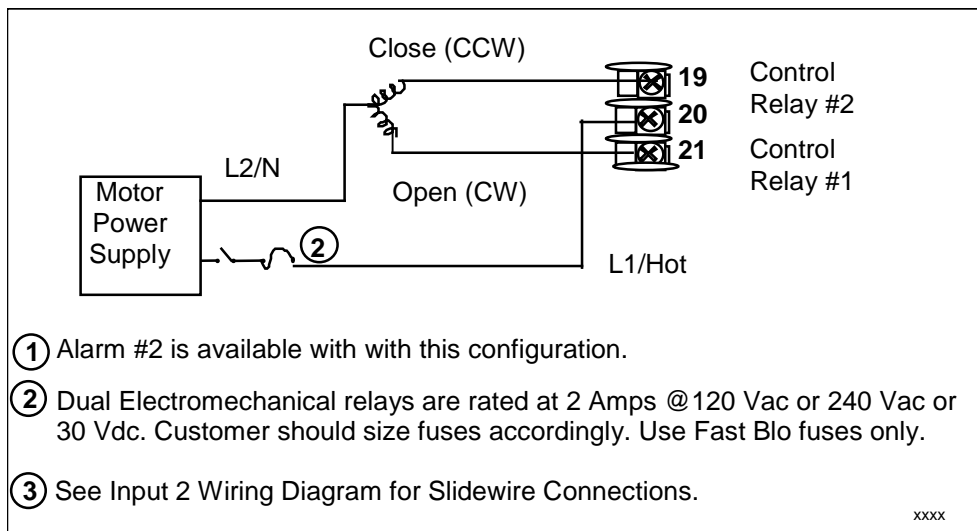 Close (CCW)
19
Control
Relay #2
20
21
Control
Relay #1
L2/N
Motor
Power
Supply
Open (CW)
2
L1/Hot
1 Alarm #2 is available with with this configuration.
2 Dual Electromechanical relays are rated at 2 Amps @120 Vac or 240 Vac or
30 Vdc. Customer should size fuses accordingly. Use Fast Blo fuses only.
3 See Input 2 Wiring Diagram for Slidewire Connections.
xxxx